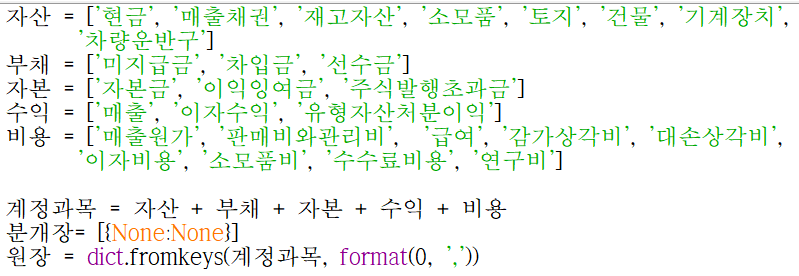 자산 = ['현금', '매출채권', '재고자산', '소모품', '토지', '건물', '기계장치',
'차량운반구']
부채 = ['미지급금', '차입금', '선수금']
자본 = ['자본금', '이익잉여금', '주식발행초과금']
수익 = ['매출', '이자수익', '유형자산처분이익']
비용 = ['매출원가', '판매비와관리비', '급여', '감가상각비', '대손상각비',
'이자비용', '소모품비', '수수료비용', '연구비']
계정과목 = 자산 + 부채 + 자본 + 수익 + 비용
분개장= [{None:None}]
원장 = dict.fromkeys(계정과목, format(0, ','))